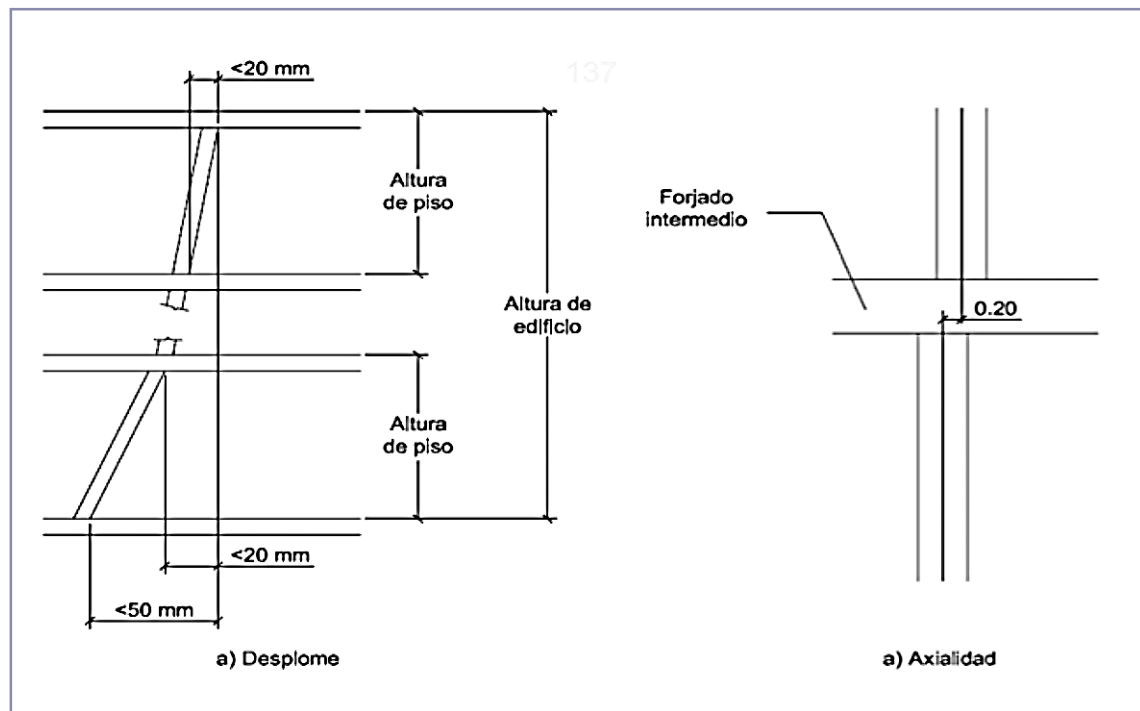 <20 mm
137
Altura
de piso
Altura de
edificio
Altura
de piso
<20 mm
<50 mm
a) Desplome
Forjado
intermedio
0.20
a) Axialidad